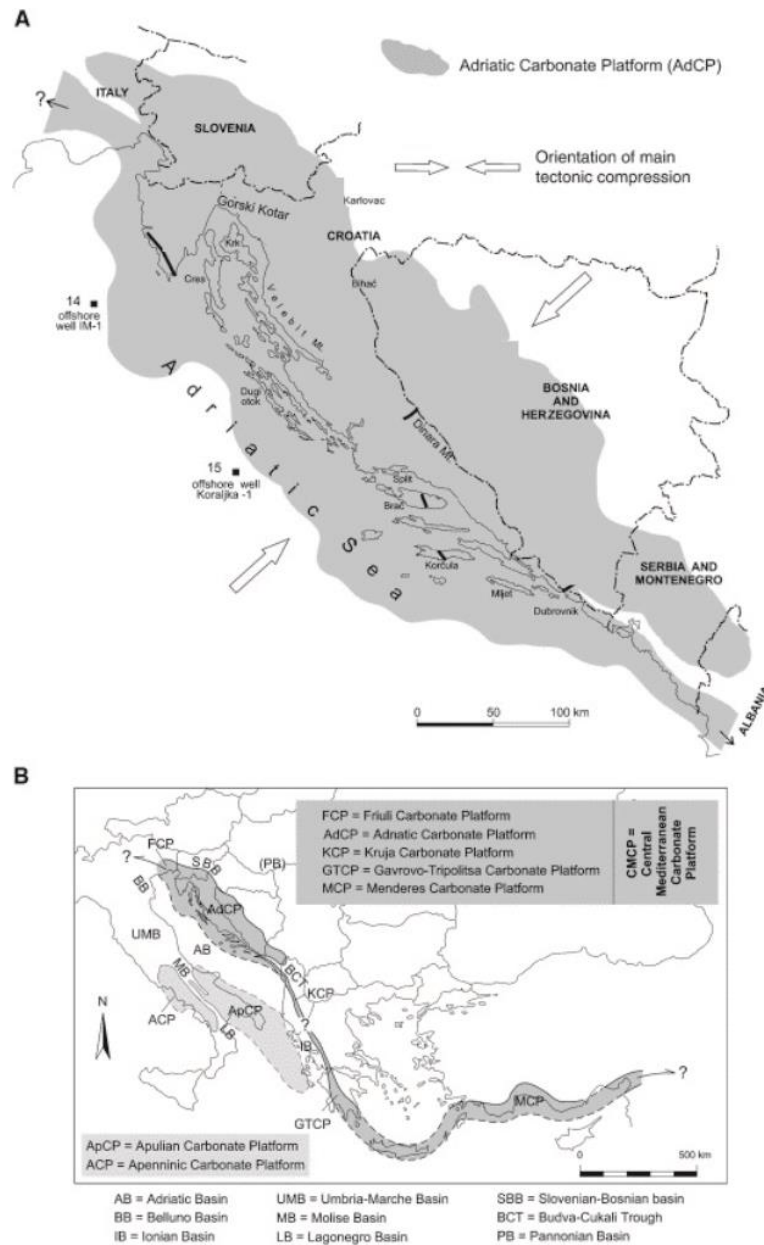 A
Adriatic Carbonate Platform (AdCP)
ITALY
?
SLOVENIA
Orientation of main
tectonic compression
Karlovac
Gorski Kotar
CROATIA
Krk
Bihać
Cres
14
offshore
well IM-1
Velebit Mt.
BOSNIA
AND
HERZEGOVINA
Dugi
otok
Dinara Mt.
15
offshore well
Koraljka -1
Adriatic Sea
Split
Brač
SERBIA AND
MONTENEGRO
Korčula
Mljet
Dubrovnik
0 50 100 km
ALBANIA
B
FCP = Friuli Carbonate Platform
AdCP = Adriatic Carbonate Platform
KCP = Kruja Carbonate Platform
GTCP = Gavrovo-Tripolitsa Carbonate Platform
MCP = Menderes Carbonate Platform
CMCP =
Central
Mediterranean
Carbonate
Platform
FCP
?
SBB
(PB)
BB
AdCP
UMB
AB
MB
BCT
KCP
N
ApCP
ACP
?
LB
IB
?
MCP
GTCP
ApCP = Apulian Carbonate Platform
ACP = Apenninic Carbonate Platform
0 500 km
AB = Adriatic Basin
UMB = Umbria-Marche Basin
SBB = Slovenian-Bosnian basin
BB = Belluno Basin
MB = Molise Basin
BCT = Budva-Cukali Trough
IB = Ionian Basin
LB = Lagonegro Basin
PB = Pannonian Basin